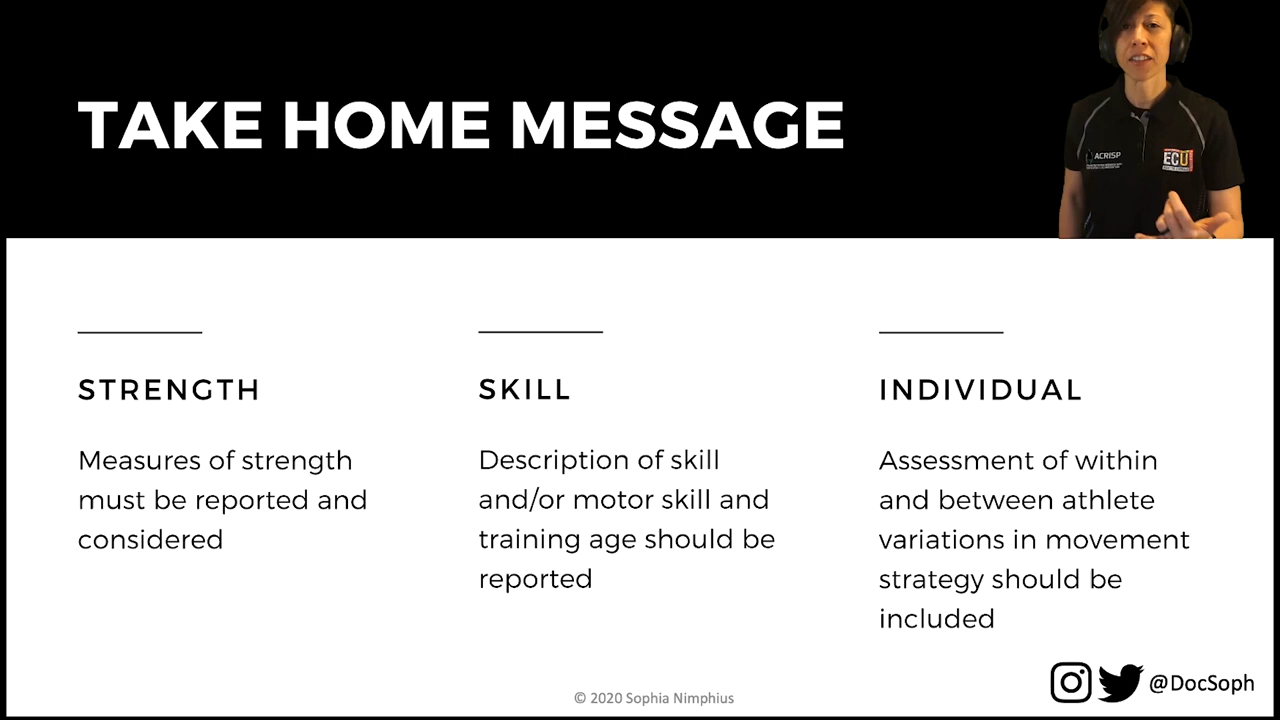 TAKE HOME MESSAGE
ACRISP
ECU
STRENGTH
Measures of strength
must be reported and
considered
SKILL
Description of skill
and/or motor skill and
training age should be
reported
INDIVIDUAL
Assessment of within
and between athlete
variations in movement
strategy should be
included
@DocSoph
© 2020 Sophia Nimphius